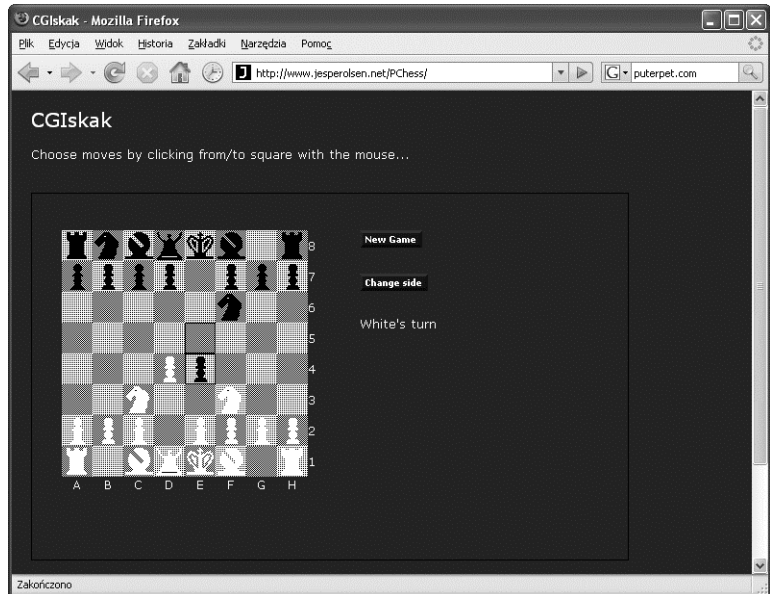 CGIskak - Mozilla Firefox
Plik Edycja Widok Historia Zakładki Narzędzia Pomoc
http://www.jesperolsen.net/PChess/ puterpet.com
CGIskak
Choose moves by clicking from/to square with the mouse...
New Game
Change side
White's turn
8
7
6
5
4
3
2
1
A B C D E F G H
Zakończono